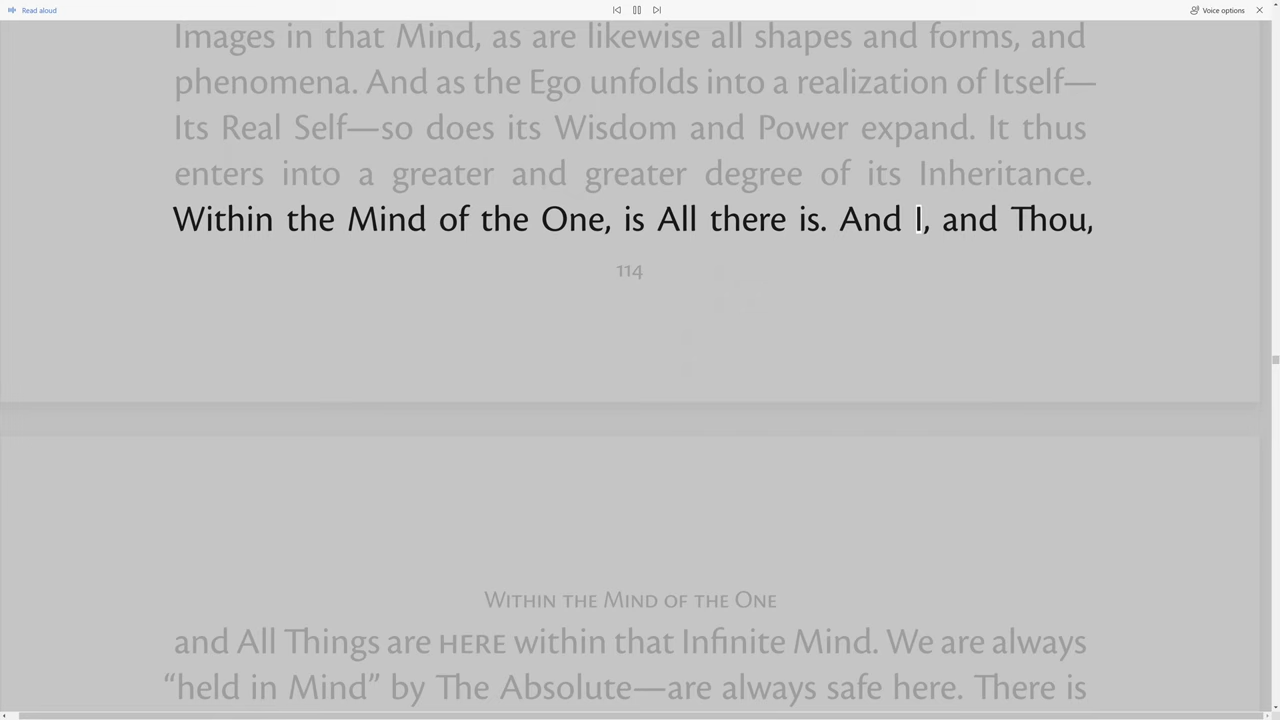 Read aloud
Voice options
Images in that Mind, as are likewise all shapes and forms, and
phenomena. And as the Ego unfolds into a realization of Itself—
Its Real Self—so does its Wisdom and Power expand. It thus
enters into a greater and greater degree of its Inheritance.
Within the Mind of the One, is All there is. And I, and Thou,
114
Within the Mind of the One
and All Things are HERE within that Infinite Mind. We are always
“held in Mind” by The Absolute—are always safe here. There is